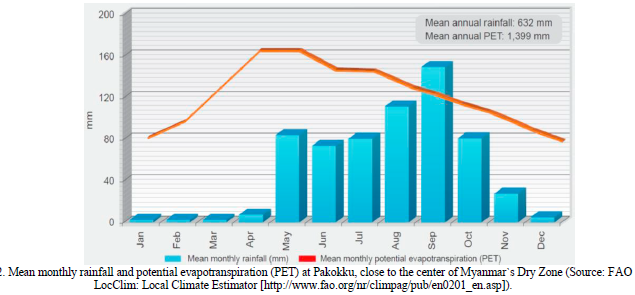 200
Mean annual rainfall: 632 mm
Mean annual PET: 1,399 mm
160
120
mm
80
40
0
Jan Feb Mar Apr May Jun Jul Aug Sep Oct Nov Dec
Mean monthly rainfall (mm) Mean monthly potential evapotranspiration (PET)
2. Mean monthly rainfall and potential evapotranspiration (PET) at Pakokku, close to the center of Myanmar`s Dry Zone (Source: FAO
LocClim: Local Climate Estimator [http://www.fao.org/nr/climpag/pub/en0201_en.asp]).